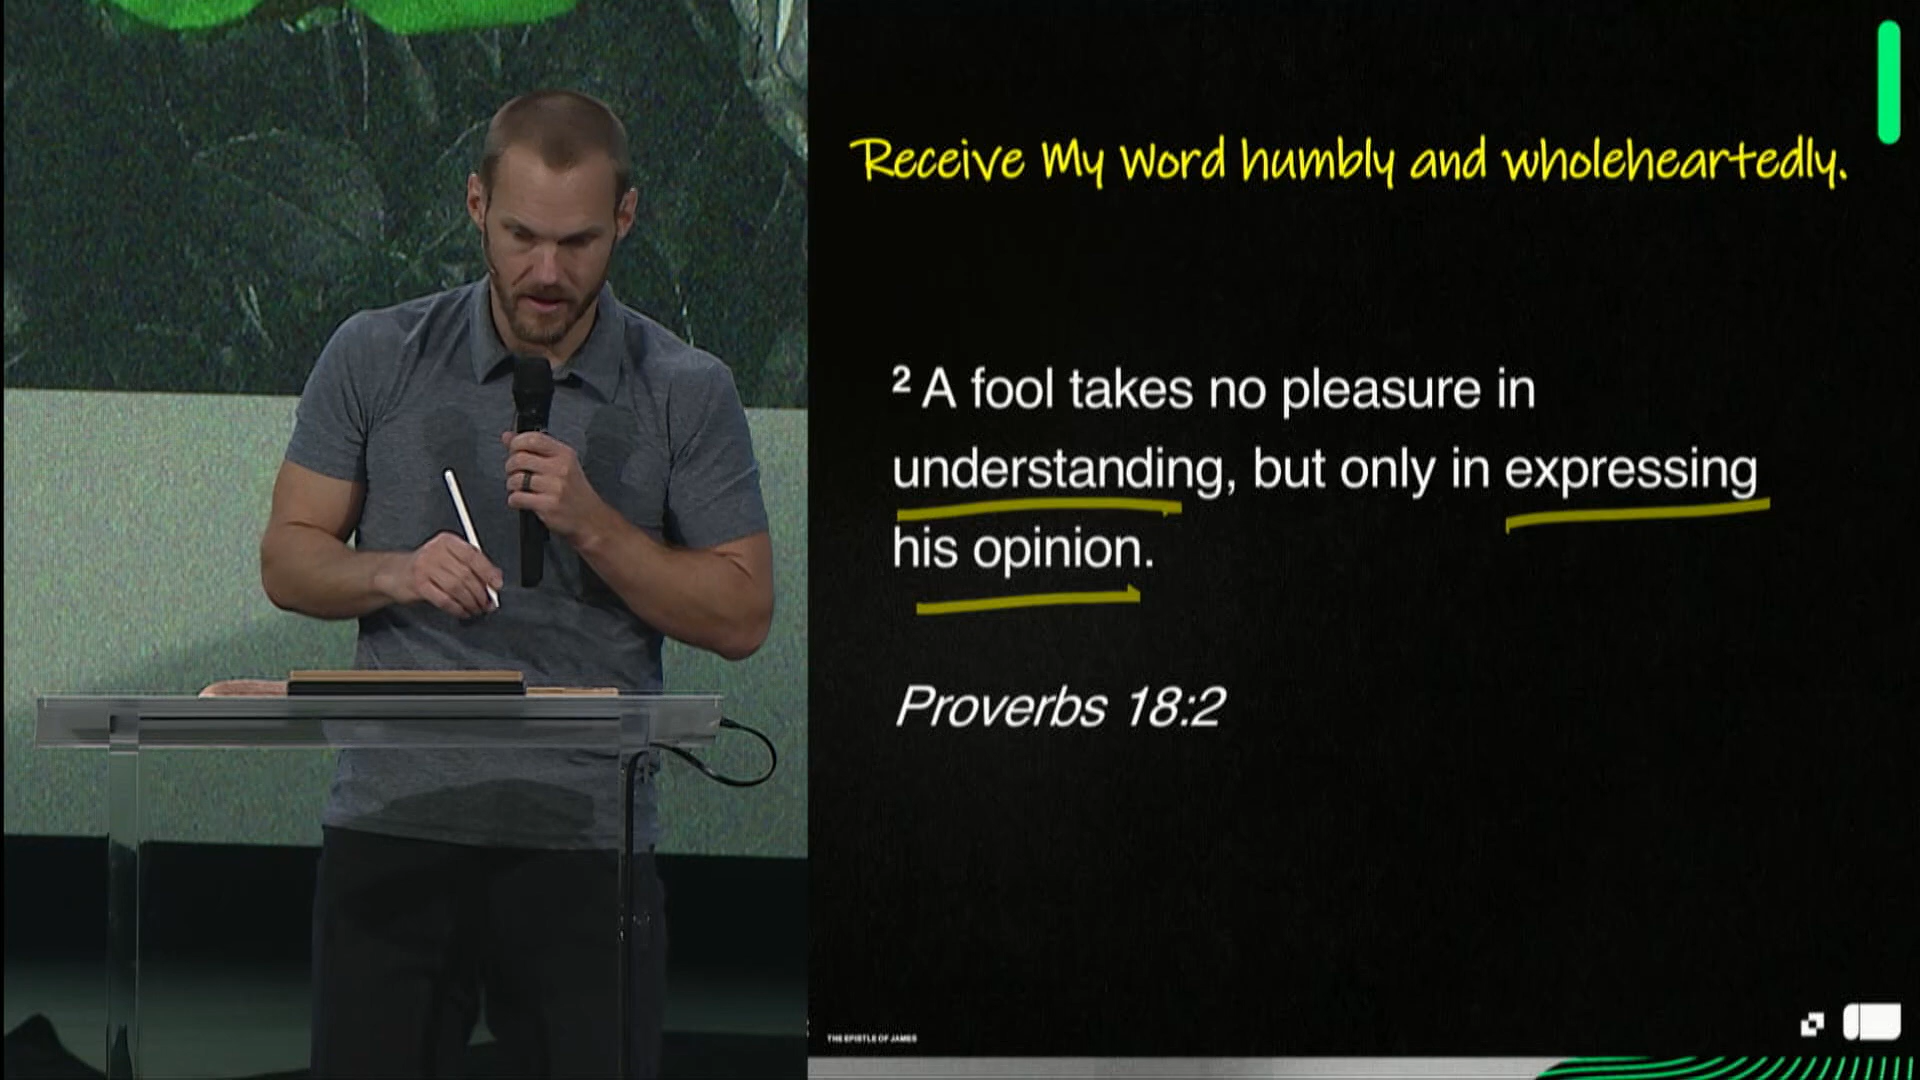 Receive My Word humbly and wholeheartedly.
2 A fool takes no pleasure in
understanding, but only in expressing
his opinion.
Proverbs 18:2
THE EPISTLE OF JAMES